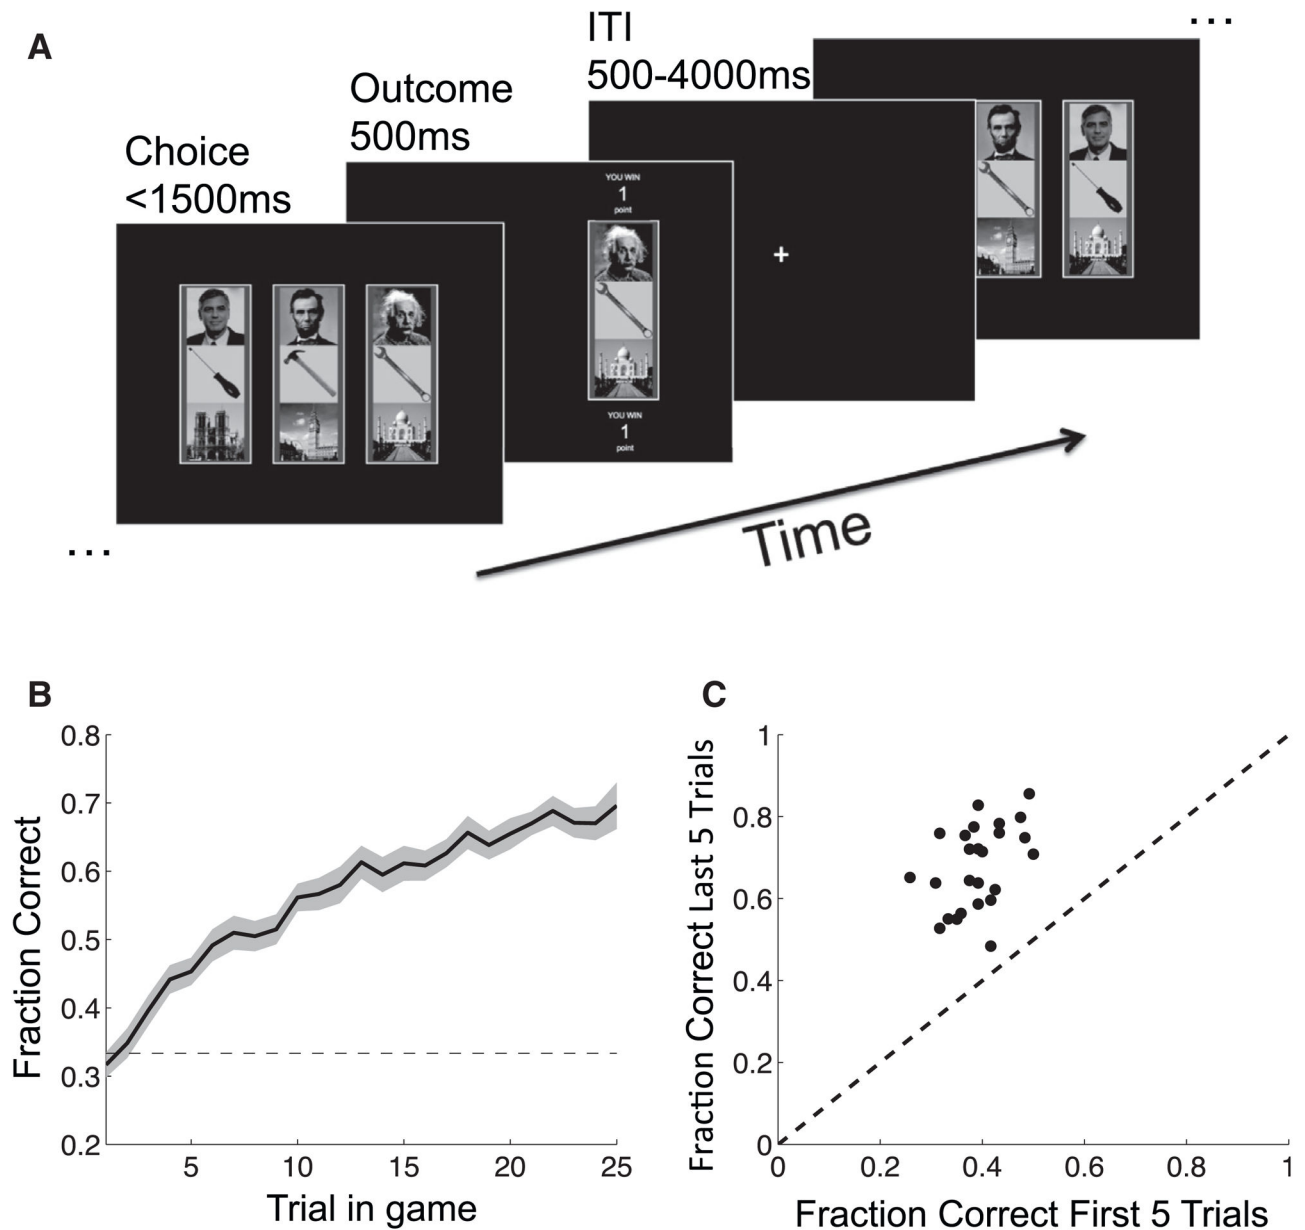 A
Choice
<1500ms
Outcome
500ms
ITI
500-4000ms
...
YOU WIN
1
point
+
YOU WIN
1
point
...
Time
B
Fraction Correct
0.8
0.7
0.6
0.5
0.4
0.3
0.2
5
10
15
20
25
Trial in game
C
Fraction Correct Last 5 Trials
1
0.8
0.6
0.4
0.2
0
0
0.2
0.4
0.6
0.8
1
Fraction Correct First 5 Trials